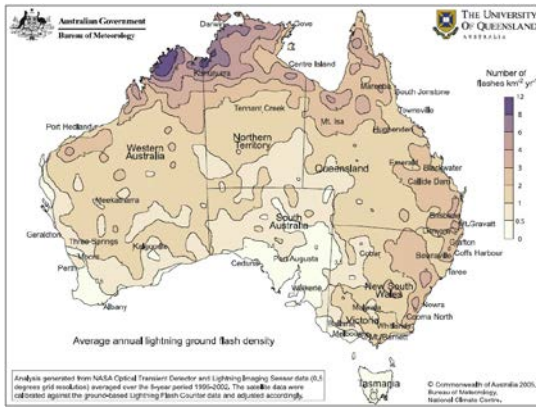 Australian Government
Bureau of Meteorology
THE UNIVERSITY
OF QUEENSLAND
AUSTRALIA
Number of
flashes km⁻² yr⁻¹
12
8
6
4
3
2
1
0.5
0
Darwin
Gove
Kununurra
Centre Island
Mareeba
South Johnstone
Townsville
Tennant Creek
Mt. Isa
Hughenden
Port Hedland
Western
Australia
Northern
Territory
Queensland
Emerald
Blackwater
Callide Dam
Meekatharra
South
Australia
Brisbane
Mt.Gravatt
Geraldton
Three Springs
Kalgoorlie
Grafton
Coffs Harbour
Moora
Perth
Ceduna
Port Augusta
Cobar
Taree
Albany
New South
Wales
Nowra
Cooma North
Victoria
Melbourne
Tasmania
Average annual lightning ground flash density
Analysis generated from NASA Optical Transient Detector and Lightning Imaging Sensor data (0.5
degrees grid resolution) averaged over the 8-year period 1995-2002. The satellite data were
calibrated against the ground-based Lightning Flash Counter data and adjusted accordingly.
© Commonwealth of Australia 2005,
Bureau of Meteorology,
National Climate Centre.